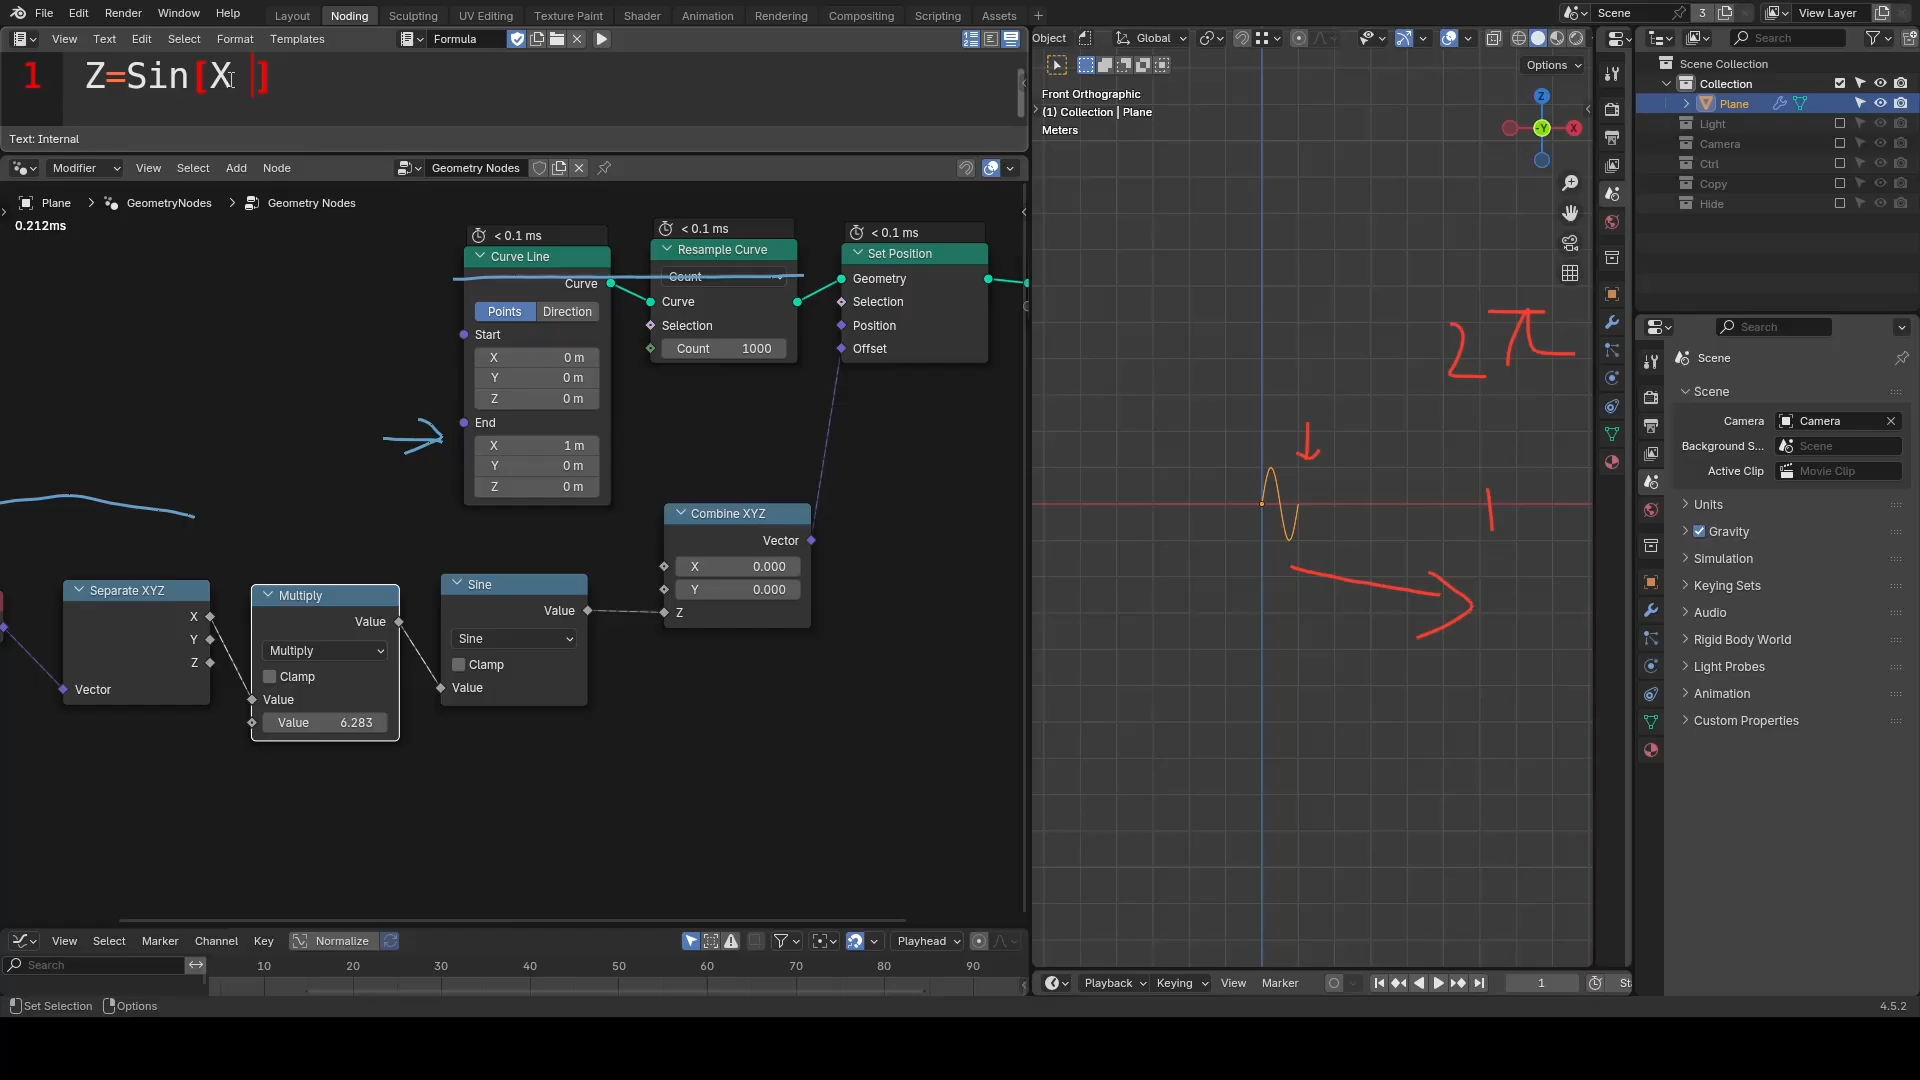 File Edit Render Window Help
Layout Noding Sculpting UV Editing Texture Paint Shader Animation Rendering Compositing Scripting Assets +
Scene 3 View Layer
View Text Edit Select Format Templates Formula
1 Z=Sin[X ]
Text: Internal
Modifier View Select Add Node Geometry Nodes
Plane > GeometryNodes > Geometry Nodes
0.212ms
< 0.1 ms
Curve Line
Curve
Points Direction
Start
X 0 m
Y 0 m
Z 0 m
End
X 1 m
Y 0 m
Z 0 m
< 0.1 ms
Resample Curve
Count
Curve
Selection
Count 1000
< 0.1 ms
Set Position
Geometry
Selection
Position
Offset
Combine XYZ
Vector
X 0.000
Y 0.000
Z
Separate XYZ
X
Y
Z
Vector
Multiply
Value
Multiply
Clamp
Value
Value 6.283
Sine
Value
Sine
Clamp
Value
Object Global
Options
Front Orthographic
(1) Collection | Plane
Meters
Z
-Y X
2π
1
Search
Scene Collection
Collection
Plane
Light
Camera
Ctrl
Copy
Hide
Search
Scene
Scene
Camera Camera
Background S... Scene
Active Clip Movie Clip
Units
Gravity
Simulation
Keying Sets
Audio
Rigid Body World
Light Probes
Animation
Custom Properties
View Select Marker Channel Key Normalize Playhead
Search
10 20 30 40 50 60 70 80 90
Playback Keying View Marker 1 St
Set Selection Options
4.5.2